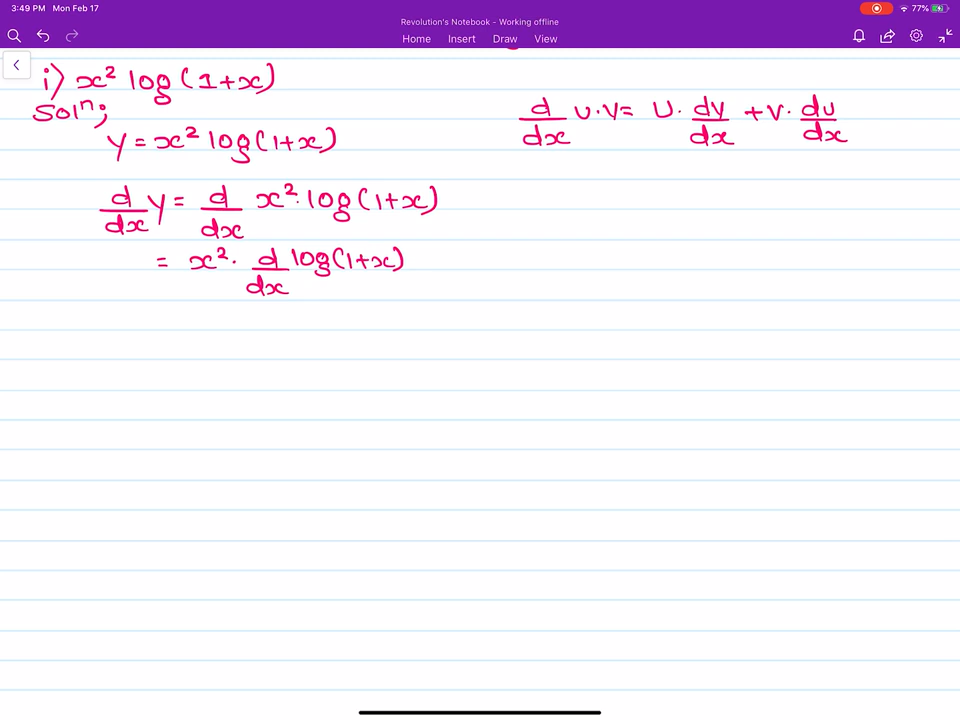 3:49 PM Mon Feb 17
77%
Revolution's Notebook - Working offline
Home Insert Draw View
i) x² log(1+x)
Solⁿ;
d/dx u.v= u. dv/dx + v. du/dx
y = x² log(1+x)
d/dx y = d/dx x². log(1+x)
= x². d/dx log(1+x)